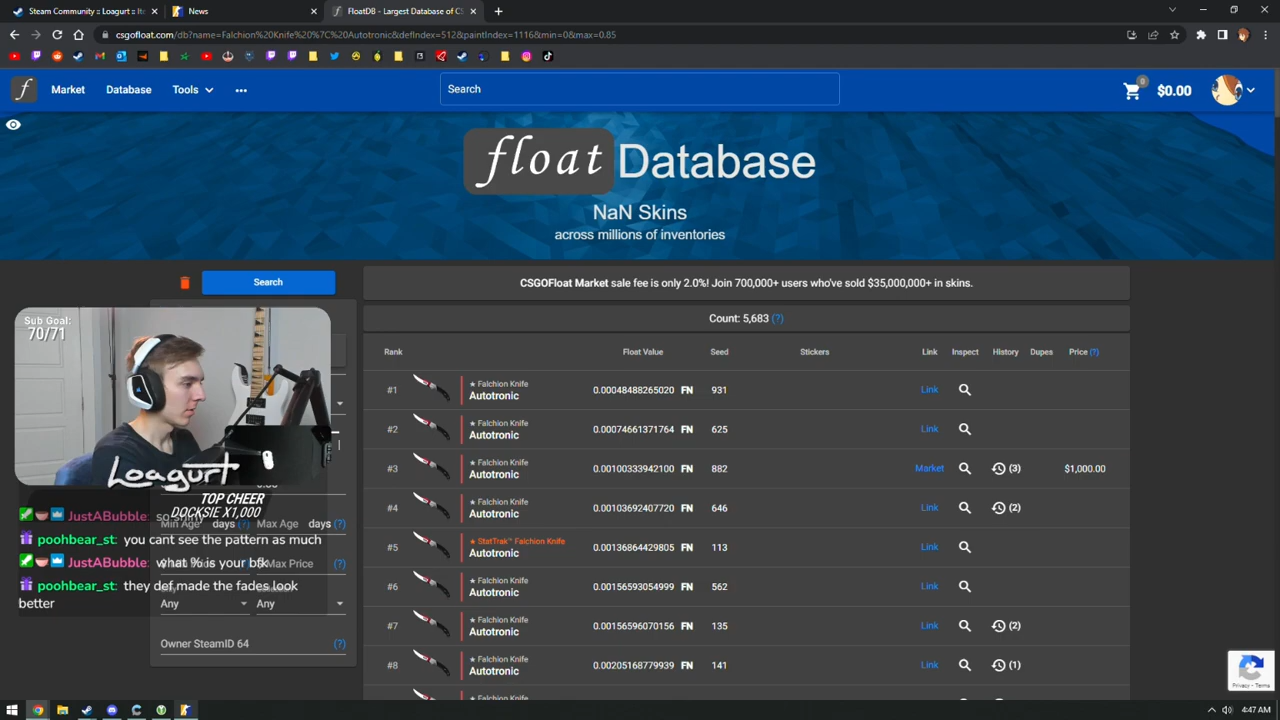 Steam Community :: Loagurt :: Ite
News
FloatDB - Largest Database of CS
csgofloat.com/db?name=Falchion%20Knife%20%7C%20Autotronic&defIndex=512&paintIndex=1116&min=0&max=0.85
f Market Database Tools ••• Search 0 $0.00
float Database
NaN Skins
across millions of inventories
Search
CSGOFloat Market sale fee is only 2.0%! Join 700,000+ users who've sold $35,000,000+ in skins.
Count: 5,683 (?)
Rank Float Value Seed Stickers Link Inspect History Dupes Price (?)
#1 ★ Falchion Knife
Autotronic 0.00048488265020 FN 931 Link
#2 ★ Falchion Knife
Autotronic 0.00074661371764 FN 625 Link
#3 ★ Falchion Knife
Autotronic 0.00100333942100 FN 882 Market (3) $1,000.00
#4 ★ Falchion Knife
Autotronic 0.00103692407720 FN 646 Link (2)
#5 ★ StatTrak™ Falchion Knife
Autotronic 0.00136864429805 FN 113 Link
#6 ★ Falchion Knife
Autotronic 0.00156593054999 FN 562 Link
#7 ★ Falchion Knife
Autotronic 0.00156596070156 FN 135 Link (2)
#8 ★ Falchion Knife
Autotronic 0.00205168779939 FN 141 Link (1)
Sub Goal:
70/71
Loagurt
TOP CHEER
DOCKSIE X1,000
JustABubble: so
Min Age days (?) Max Age days (?)
poohbear_st: you cant see the pattern as much
JustABubble: what % is your bfk
Max Price (?)
poohbear_st: they def made the fades look
better
Any Any
Owner SteamID 64 (?)
Privacy - Terms
4:47 AM